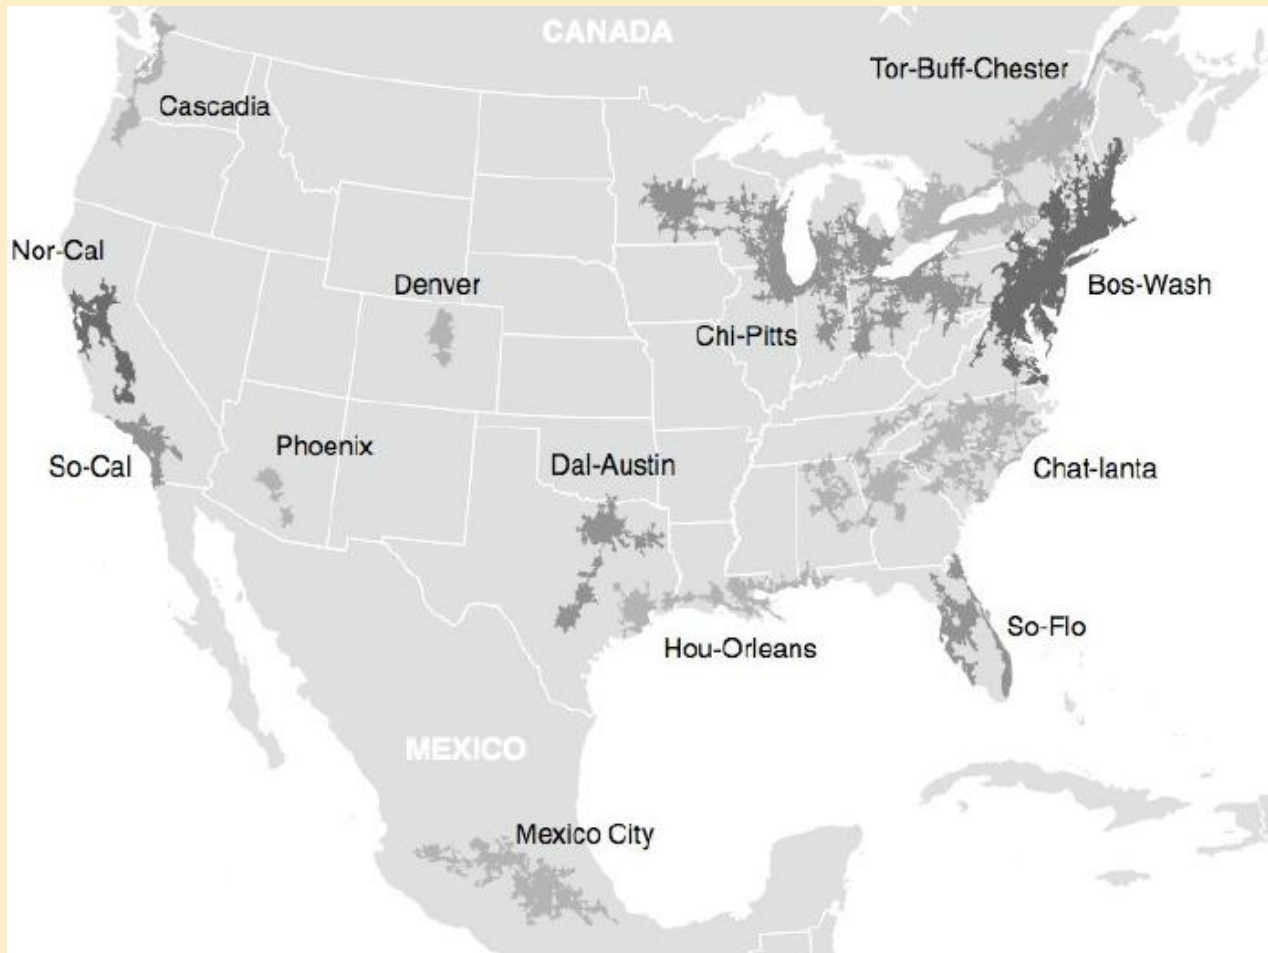 CANADA
Tor-Buff-Chester
Cascadia
Nor-Cal
Denver
Bos-Wash
Chi-Pitts
Phoenix
So-Cal
Dal-Austin
Chat-lanta
So-Flo
Hou-Orleans
MEXICO
Mexico City